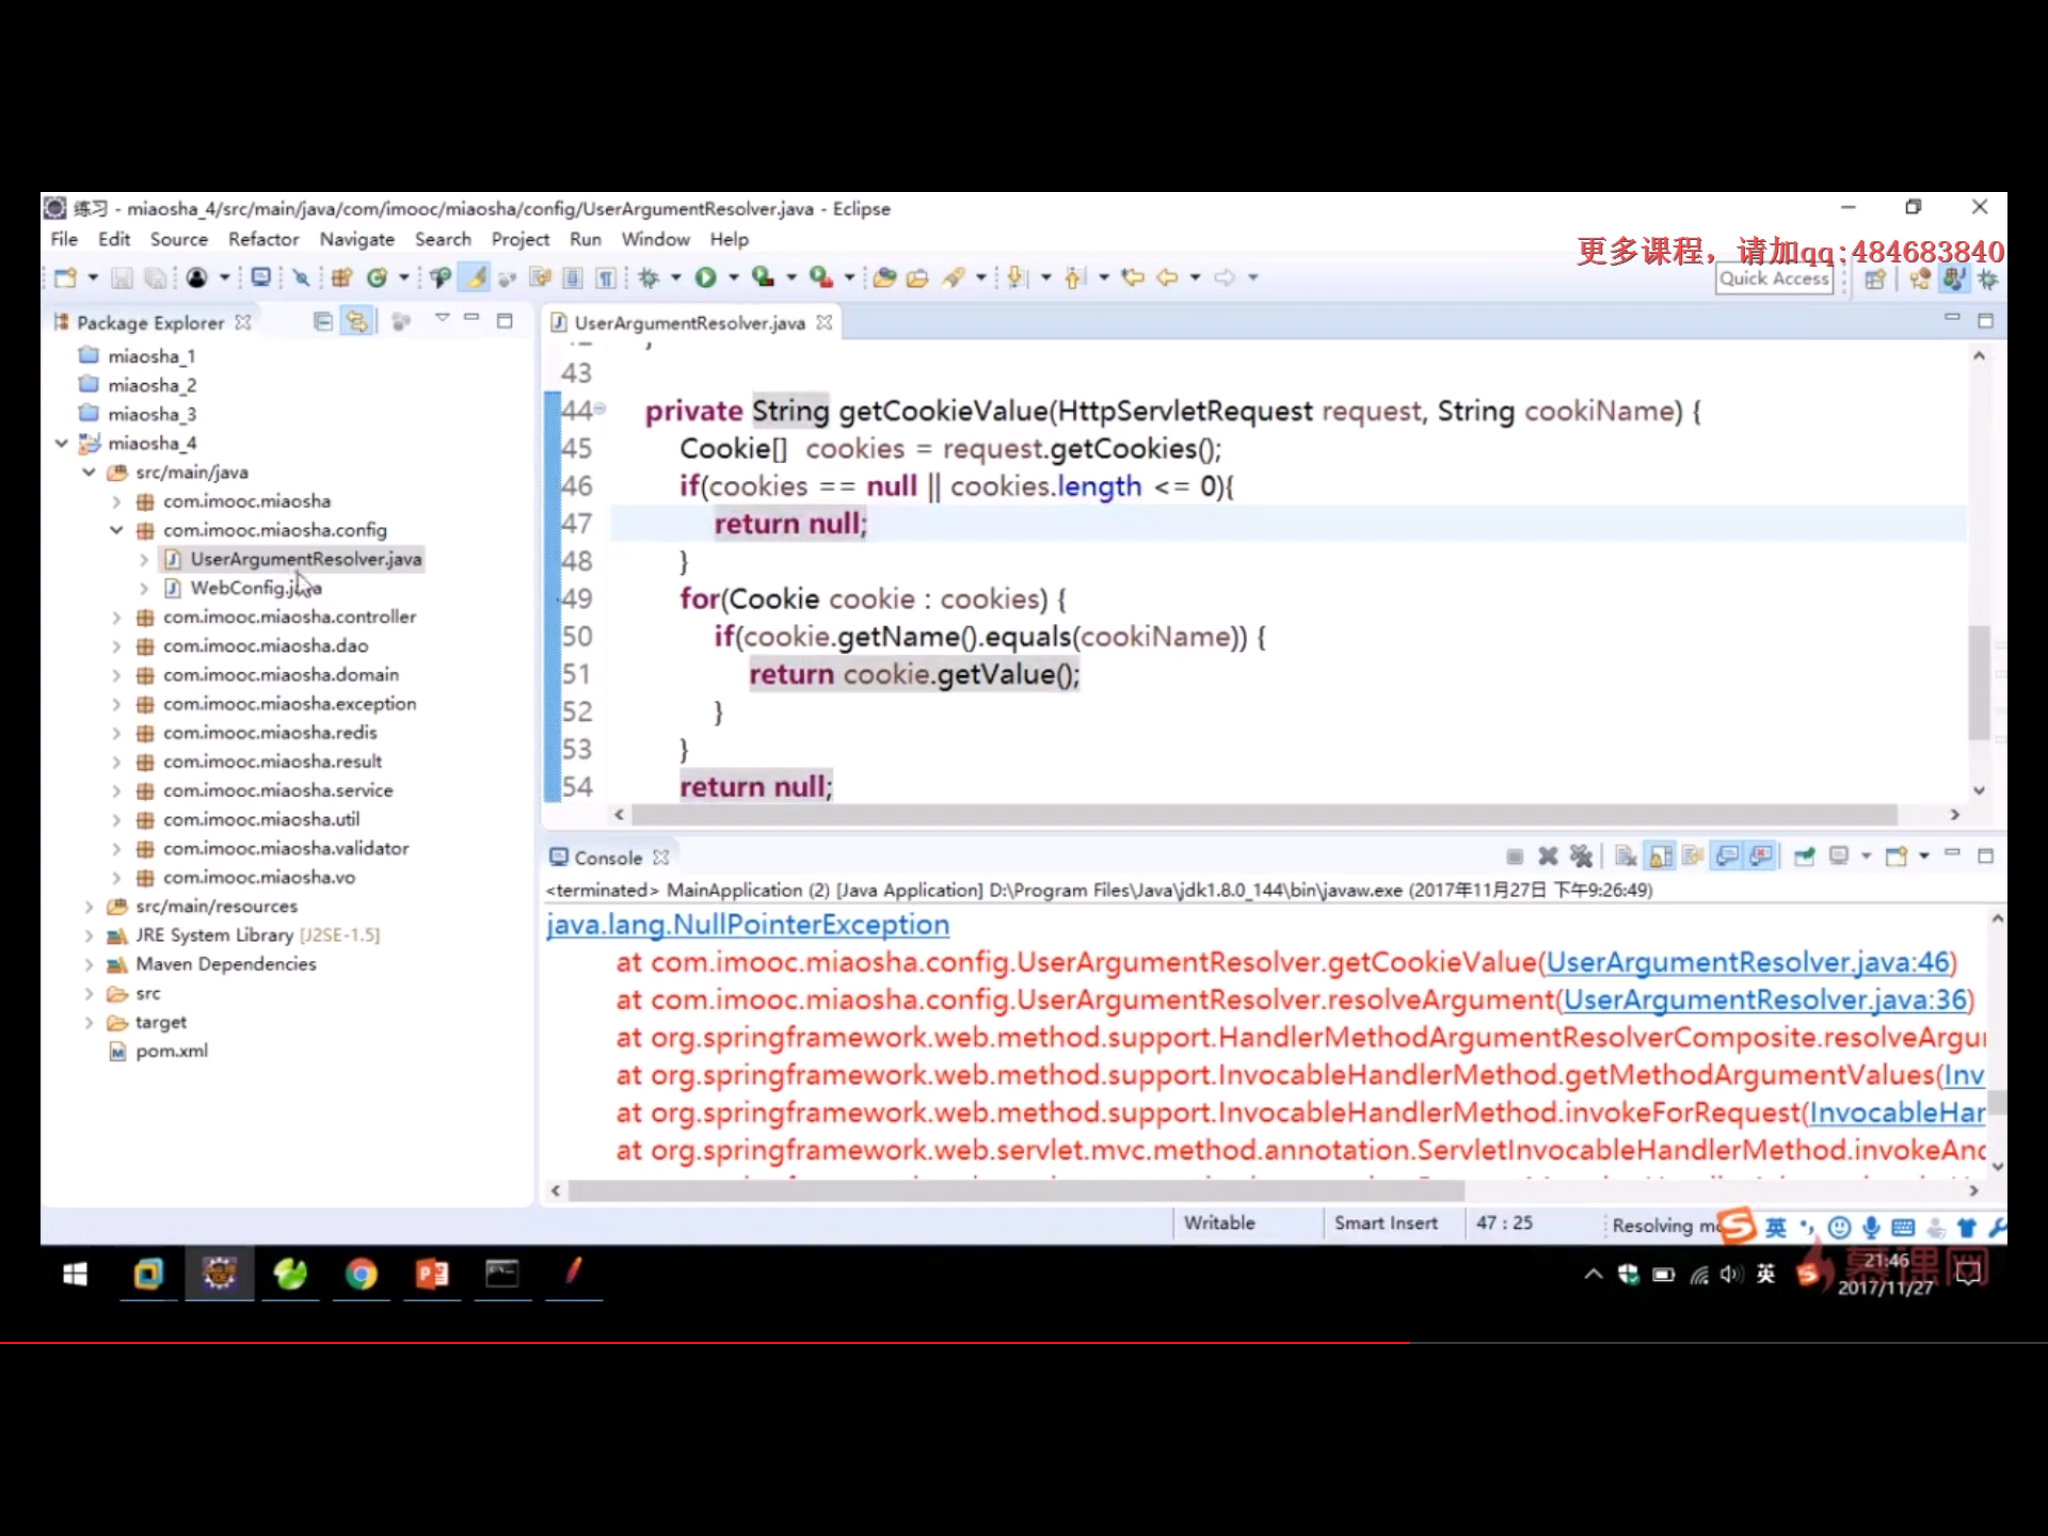 练习 - miaosha_4/src/main/java/com/imooc/miaosha/config/UserArgumentResolver.java - Eclipse
File Edit Source Refactor Navigate Search Project Run Window Help
更多课程，请加qq:484683840
Quick Access
Package Explorer
miaosha_1
miaosha_2
miaosha_3
miaosha_4
src/main/java
com.imooc.miaosha
com.imooc.miaosha.config
UserArgumentResolver.java
WebConfig.java
com.imooc.miaosha.controller
com.imooc.miaosha.dao
com.imooc.miaosha.domain
com.imooc.miaosha.exception
com.imooc.miaosha.redis
com.imooc.miaosha.result
com.imooc.miaosha.service
com.imooc.miaosha.util
com.imooc.miaosha.validator
com.imooc.miaosha.vo
src/main/resources
JRE System Library [J2SE-1.5]
Maven Dependencies
src
target
pom.xml
UserArgumentResolver.java
43
44 private String getCookieValue(HttpServletRequest request, String cookiName) {
45 Cookie[] cookies = request.getCookies();
46 if(cookies == null || cookies.length <= 0){
47 return null;
48 }
49 for(Cookie cookie : cookies) {
50 if(cookie.getName().equals(cookiName)) {
51 return cookie.getValue();
52 }
53 }
54 return null;
Console
<terminated> MainApplication (2) [Java Application] D:\Program Files\Java\jdk1.8.0_144\bin\javaw.exe (2017年11月27日 下午9:26:49)
java.lang.NullPointerException
at com.imooc.miaosha.config.UserArgumentResolver.getCookieValue(UserArgumentResolver.java:46)
at com.imooc.miaosha.config.UserArgumentResolver.resolveArgument(UserArgumentResolver.java:36)
at org.springframework.web.method.support.HandlerMethodArgumentResolverComposite.resolveArgu
at org.springframework.web.method.support.InvocableHandlerMethod.getMethodArgumentValues(Inv
at org.springframework.web.method.support.InvocableHandlerMethod.invokeForRequest(InvocableHar
at org.springframework.web.servlet.mvc.method.annotation.ServletInvocableHandlerMethod.invokeAnd
Writable Smart Insert 47 : 25 Resolving
英
英
21:46
2017/11/27
慕课网